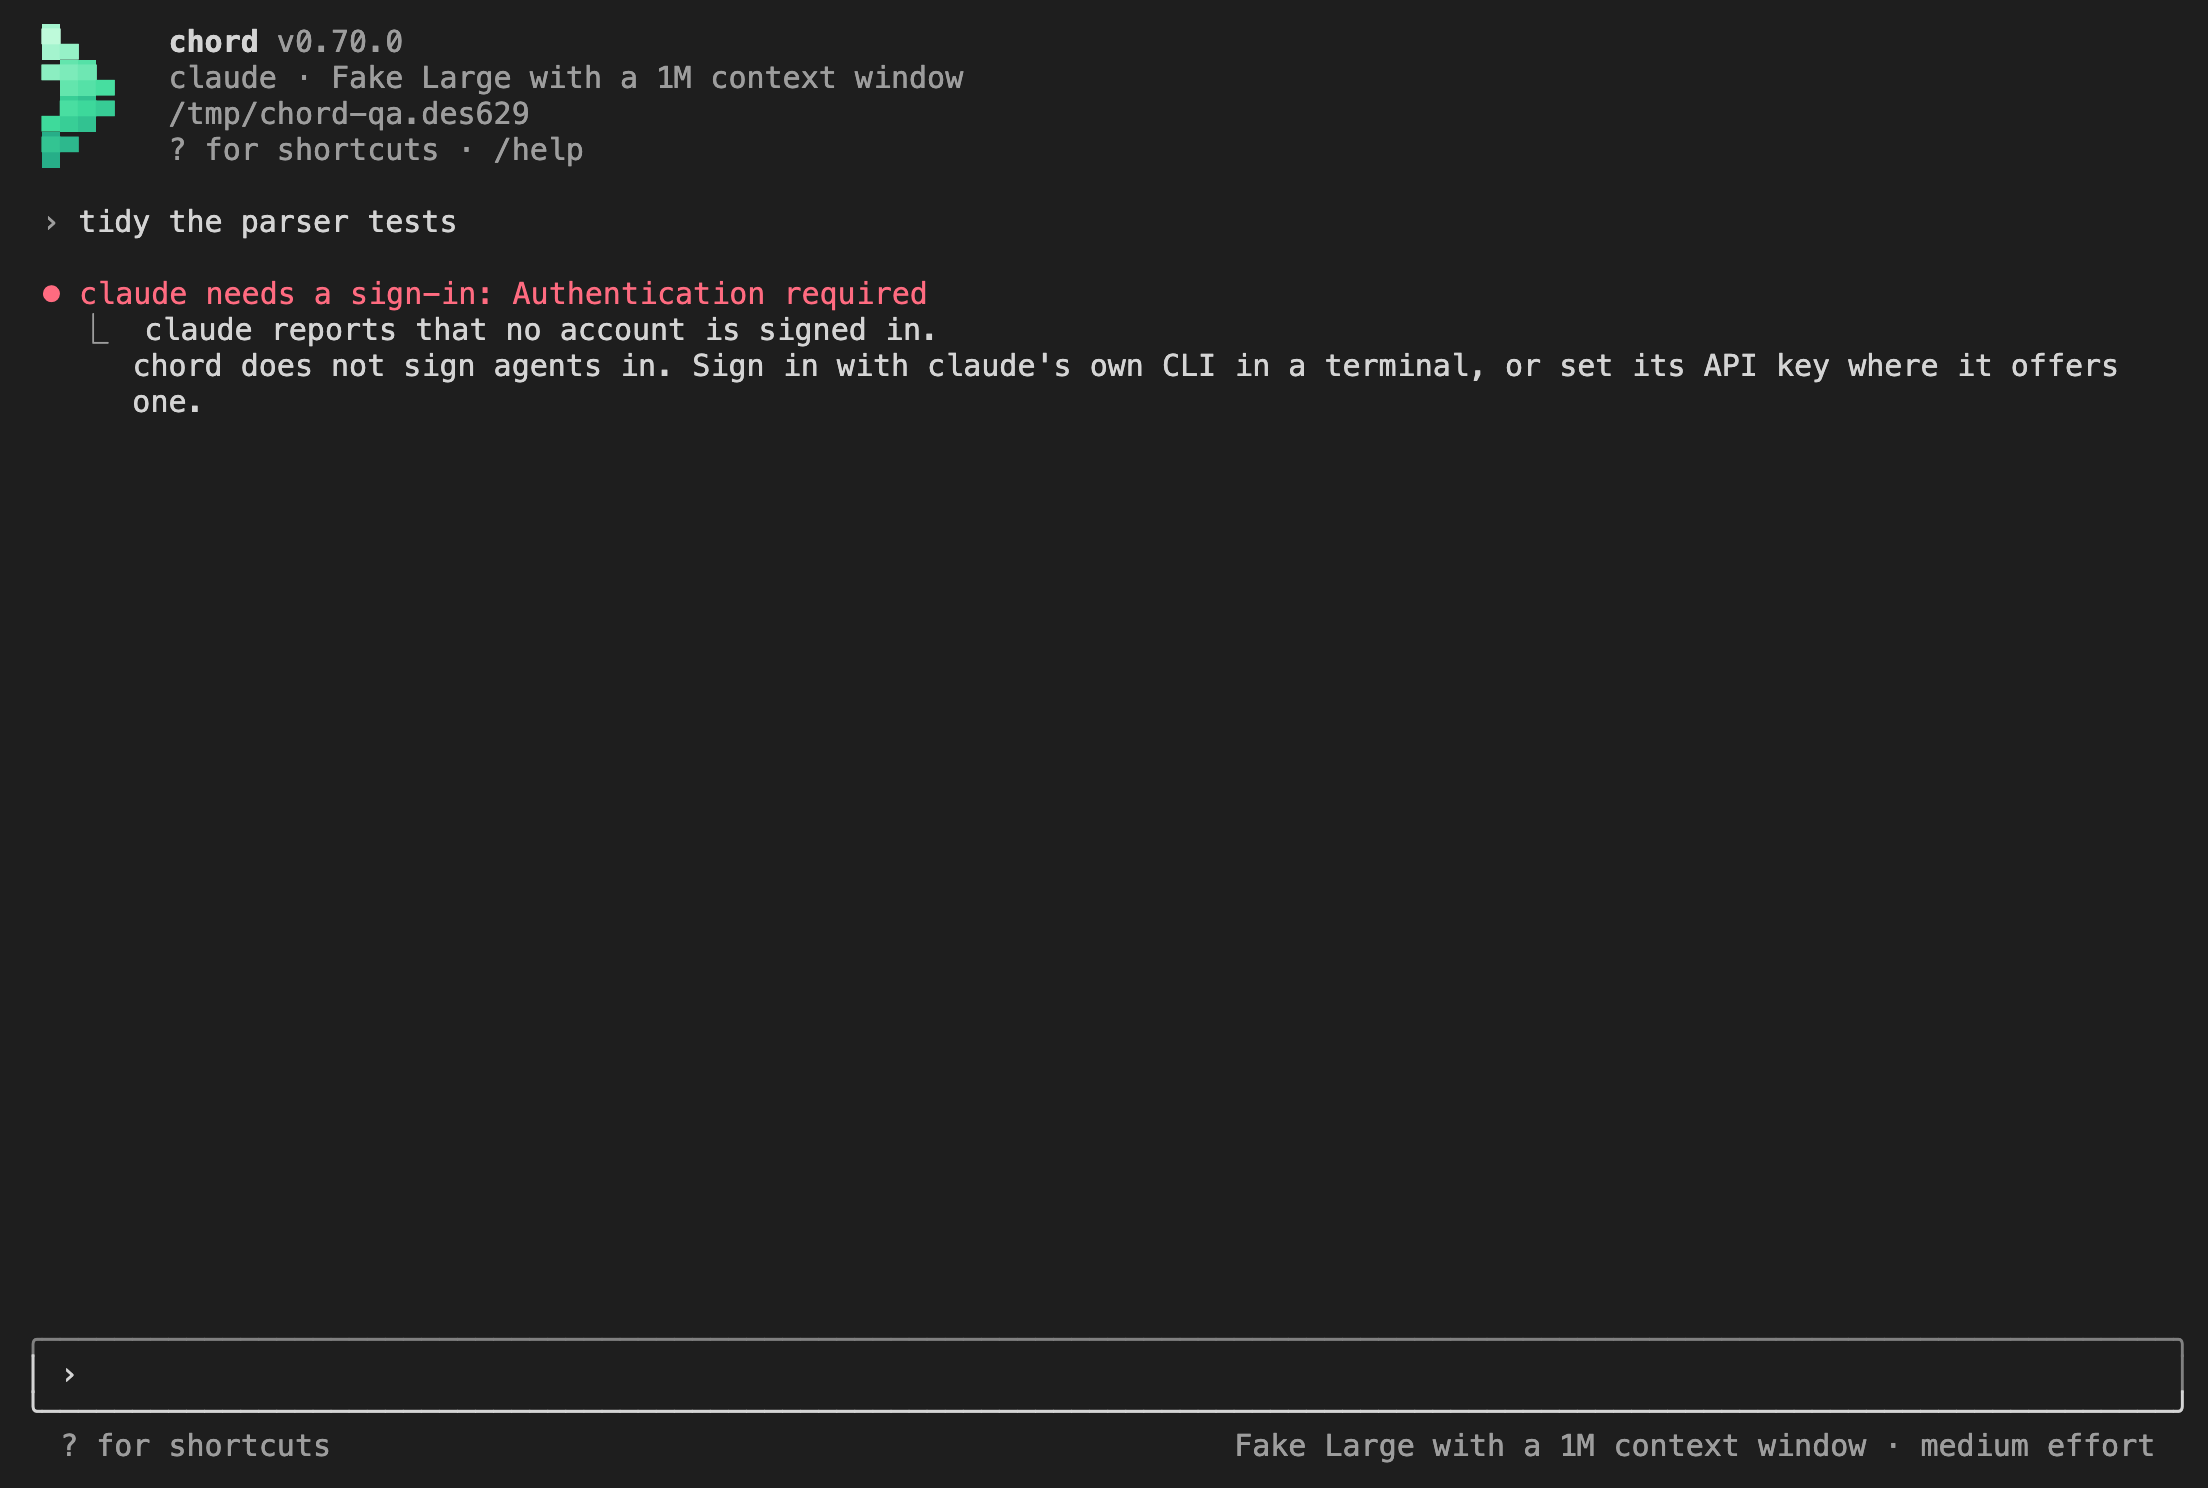 chord v0.70.0
claude · Fake Large with a 1M context window
/tmp/chord-qa.des629
? for shortcuts · /help
› tidy the parser tests
● claude needs a sign-in: Authentication required
⎿  claude reports that no account is signed in.
chord does not sign agents in. Sign in with claude's own CLI in a terminal, or set its API key where it offers
one.
›
? for shortcuts Fake Large with a 1M context window · medium effort